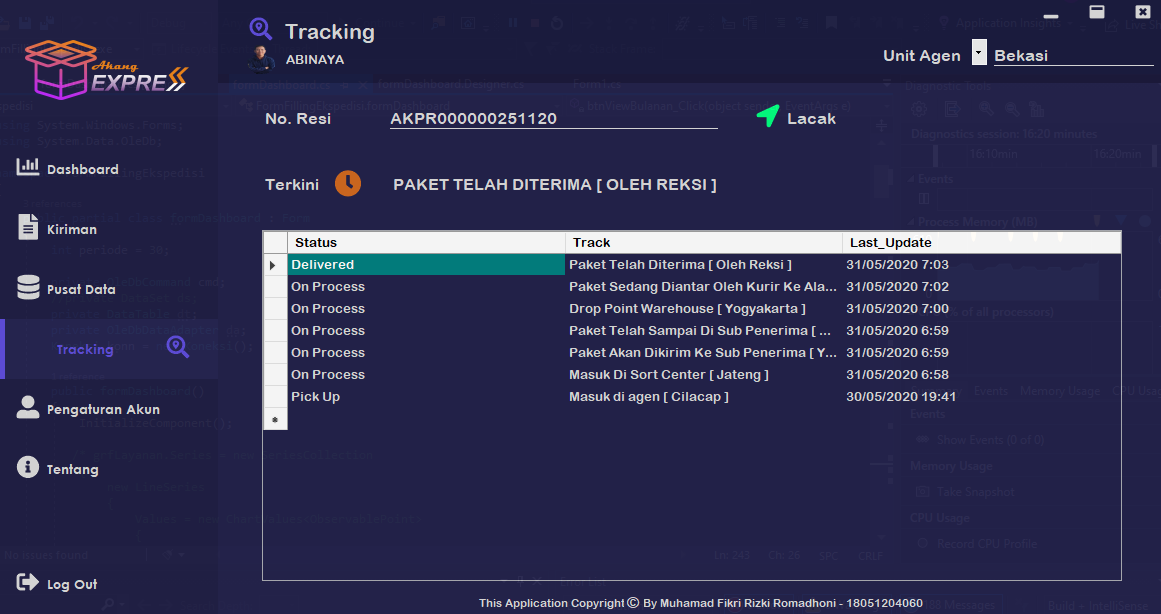 Tracking
ABINAYA
Unit Agen Bekasi
Akang
EXPRESS
No. Resi AKPR000000251120 Lacak
Terkini PAKET TELAH DITERIMA [ OLEH REKSI ]
Dashboard
Kiriman
Pusat Data
Tracking
Pengaturan Akun
Tentang
Log Out
Status Track Last_Update
Delivered Paket Telah Diterima [ Oleh Reksi ] 31/05/2020 7:03
On Process Paket Sedang Diantar Oleh Kurir Ke Ala... 31/05/2020 7:02
On Process Drop Point Warehouse [ Yogyakarta ] 31/05/2020 7:00
On Process Paket Telah Sampai Di Sub Penerima [ ... 31/05/2020 6:59
On Process Paket Akan Dikirim Ke Sub Penerima [ Y... 31/05/2020 6:59
On Process Masuk Di Sort Center [ Jateng ] 31/05/2020 6:58
Pick Up Masuk di agen [ Cilacap ] 30/05/2020 19:41
This Application Copyright © By Muhamad Fikri Rizki Romadhoni - 18051204060